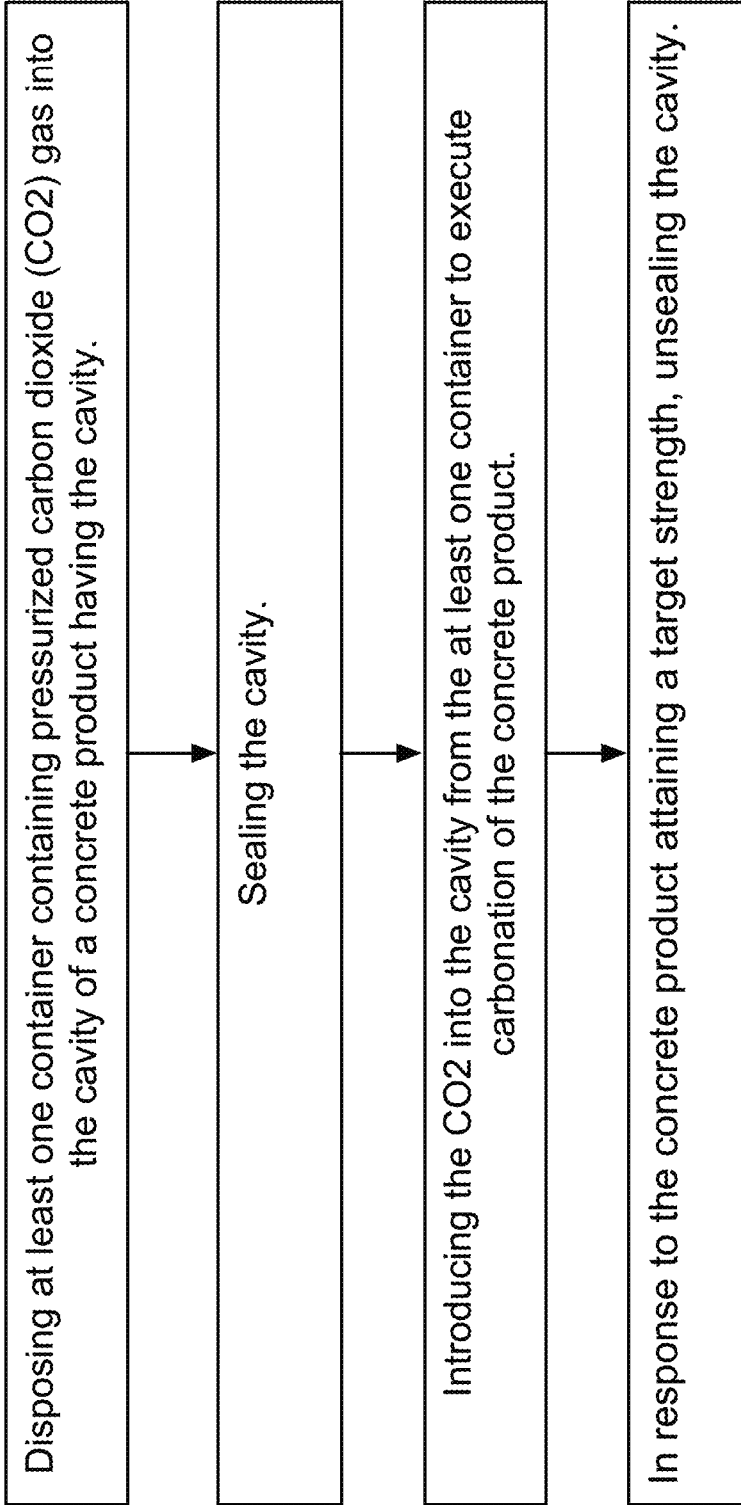 Disposing at least one container containing pressurized carbon dioxide (CO2) gas into
the cavity of a concrete product having the cavity.
Sealing the cavity.
Introducing the CO2 into the cavity from the at least one container to execute
carbonation of the concrete product.
In response to the concrete product attaining a target strength, unsealing the cavity.